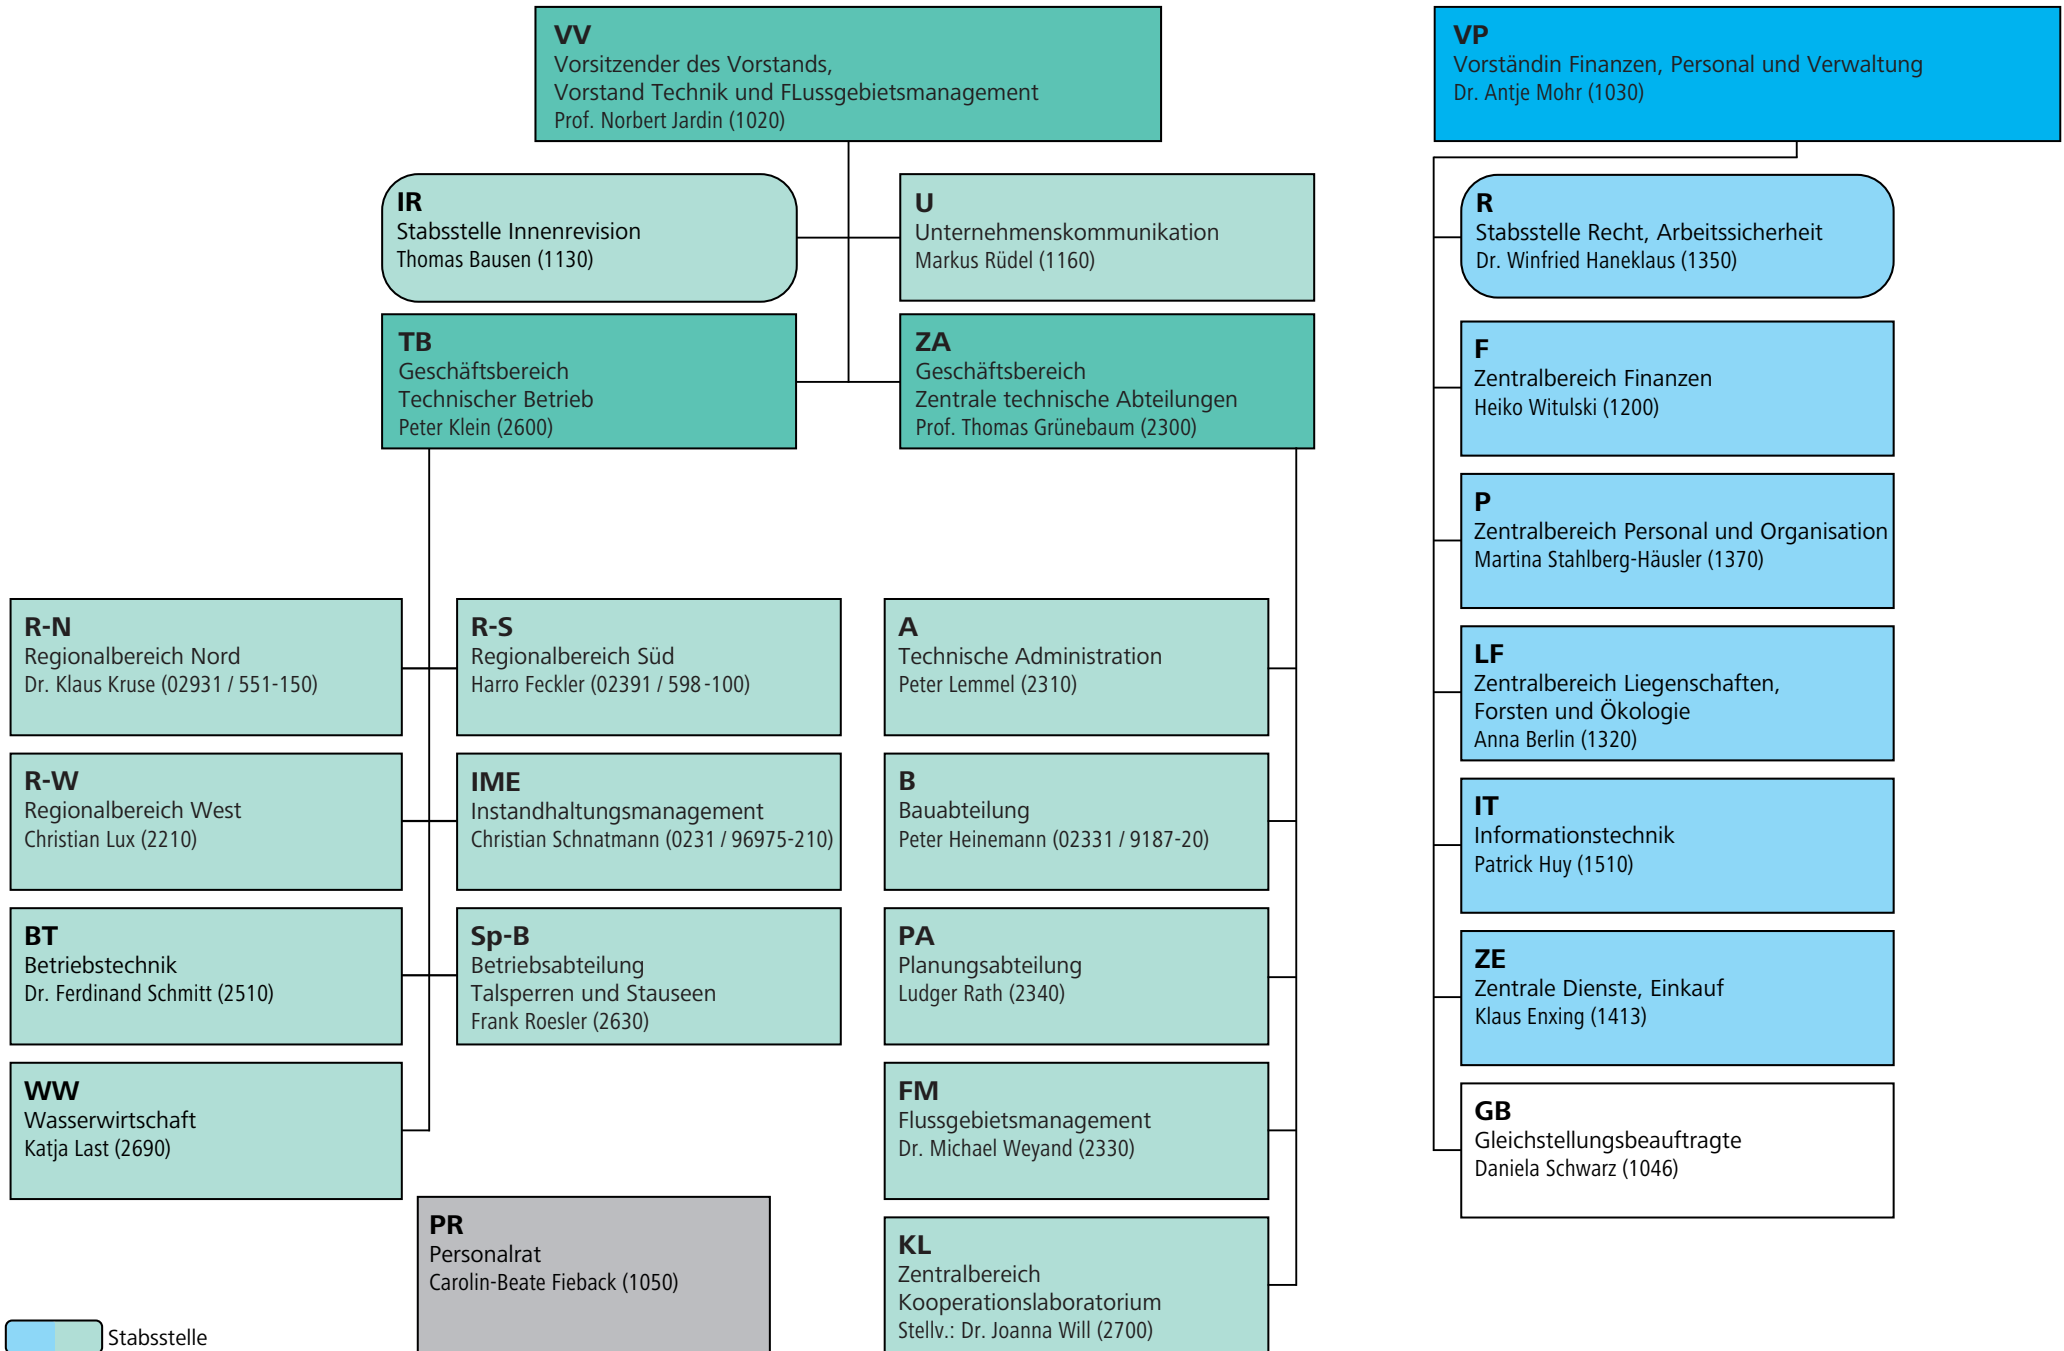 VV
Vorsitzender des Vorstands,
Vorstand Technik und FLussgebietsmanagement
Prof. Norbert Jardin (1020)
VP
Vorständin Finanzen, Personal und Verwaltung
Dr. Antje Mohr (1030)
IR
Stabsstelle Innenrevision
Thomas Bausen (1130)
U
Unternehmenskommunikation
Markus Rüdel (1160)
TB
Geschäftsbereich
Technischer Betrieb
Peter Klein (2600)
ZA
Geschäftsbereich
Zentrale technische Abteilungen
Prof. Thomas Grünebaum (2300)
R-N
Regionalbereich Nord
Dr. Klaus Kruse (02931 / 551-150)
R-S
Regionalbereich Süd
Harro Feckler (02391 / 598-100)
R-W
Regionalbereich West
Christian Lux (2210)
IME
Instandhaltungsmanagement
Christian Schnatmann (0231 / 96975-210)
BT
Betriebstechnik
Dr. Ferdinand Schmitt (2510)
Sp-B
Betriebsabteilung
Talsperren und Stauseen
Frank Roesler (2630)
WW
Wasserwirtschaft
Katja Last (2690)
A
Technische Administration
Peter Lemmel (2310)
B
Bauabteilung
Peter Heinemann (02331 / 9187-20)
PA
Planungsabteilung
Ludger Rath (2340)
FM
Flussgebietsmanagement
Dr. Michael Weyand (2330)
KL
Zentralbereich
Kooperationslaboratorium
Stellv.: Dr. Joanna Will (2700)
R
Stabsstelle Recht, Arbeitssicherheit
Dr. Winfried Haneklaus (1350)
F
Zentralbereich Finanzen
Heiko Witulski (1200)
P
Zentralbereich Personal und Organisation
Martina Stahlberg-Häusler (1370)
LF
Zentralbereich Liegenschaften,
Forsten und Ökologie
Anna Berlin (1320)
IT
Informationstechnik
Patrick Huy (1510)
ZE
Zentrale Dienste, Einkauf
Klaus Enxing (1413)
GB
Gleichstellungsbeauftragte
Daniela Schwarz (1046)
PR
Personalrat
Carolin-Beate Fieback (1050)
Stabsstelle